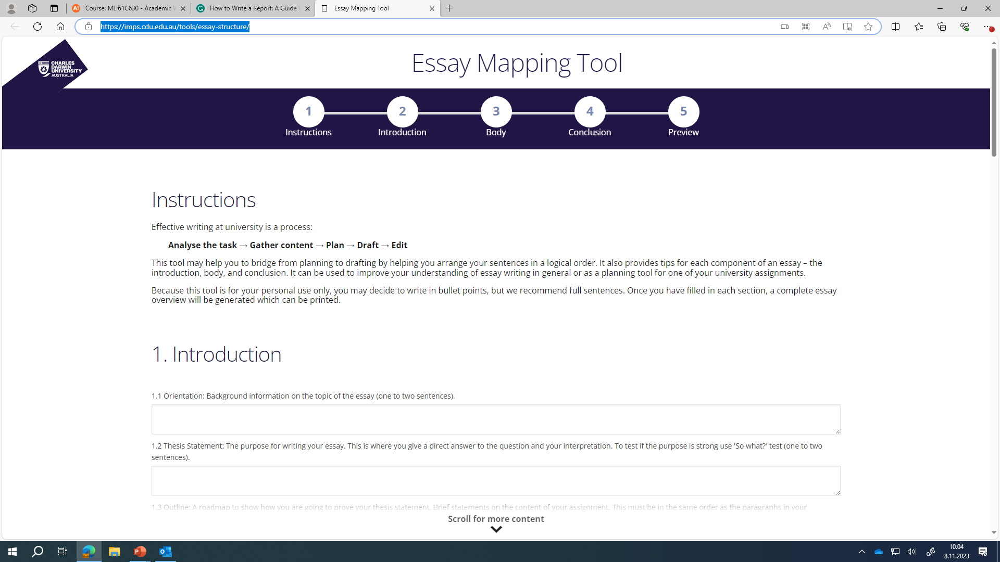 Course: MLI61C630 - Academic W
How to Write a Report: A Guide
Essay Mapping Tool
https://imps.cdu.edu.au/tools/essay-structure/
CHARLES
DARWIN
UNIVERSITY
AUSTRALIA
Essay Mapping Tool
1 2 3 4 5
Instructions Introduction Body Conclusion Preview
Instructions
Effective writing at university is a process:
Analyse the task → Gather content → Plan → Draft → Edit
This tool may help you to bridge from planning to drafting by helping you arrange your sentences in a logical order. It also provides tips for each component of an essay – the
introduction, body, and conclusion. It can be used to improve your understanding of essay writing in general or as a planning tool for one of your university assignments.
Because this tool is for your personal use only, you may decide to write in bullet points, but we recommend full sentences. Once you have filled in each section, a complete essay
overview will be generated which can be printed.
1. Introduction
1.1 Orientation: Background information on the topic of the essay (one to two sentences).
1.2 Thesis Statement: The purpose for writing your essay. This is where you give a direct answer to the question and your interpretation. To test if the purpose is strong use 'So what?' test (one to two
sentences).
1.3 Outline: A roadmap to show how you are going to prove your thesis statement. Brief statements on the content of your assignment. This must be in the same order as the paragraphs in your
Scroll for more content
10.04
8.11.2023